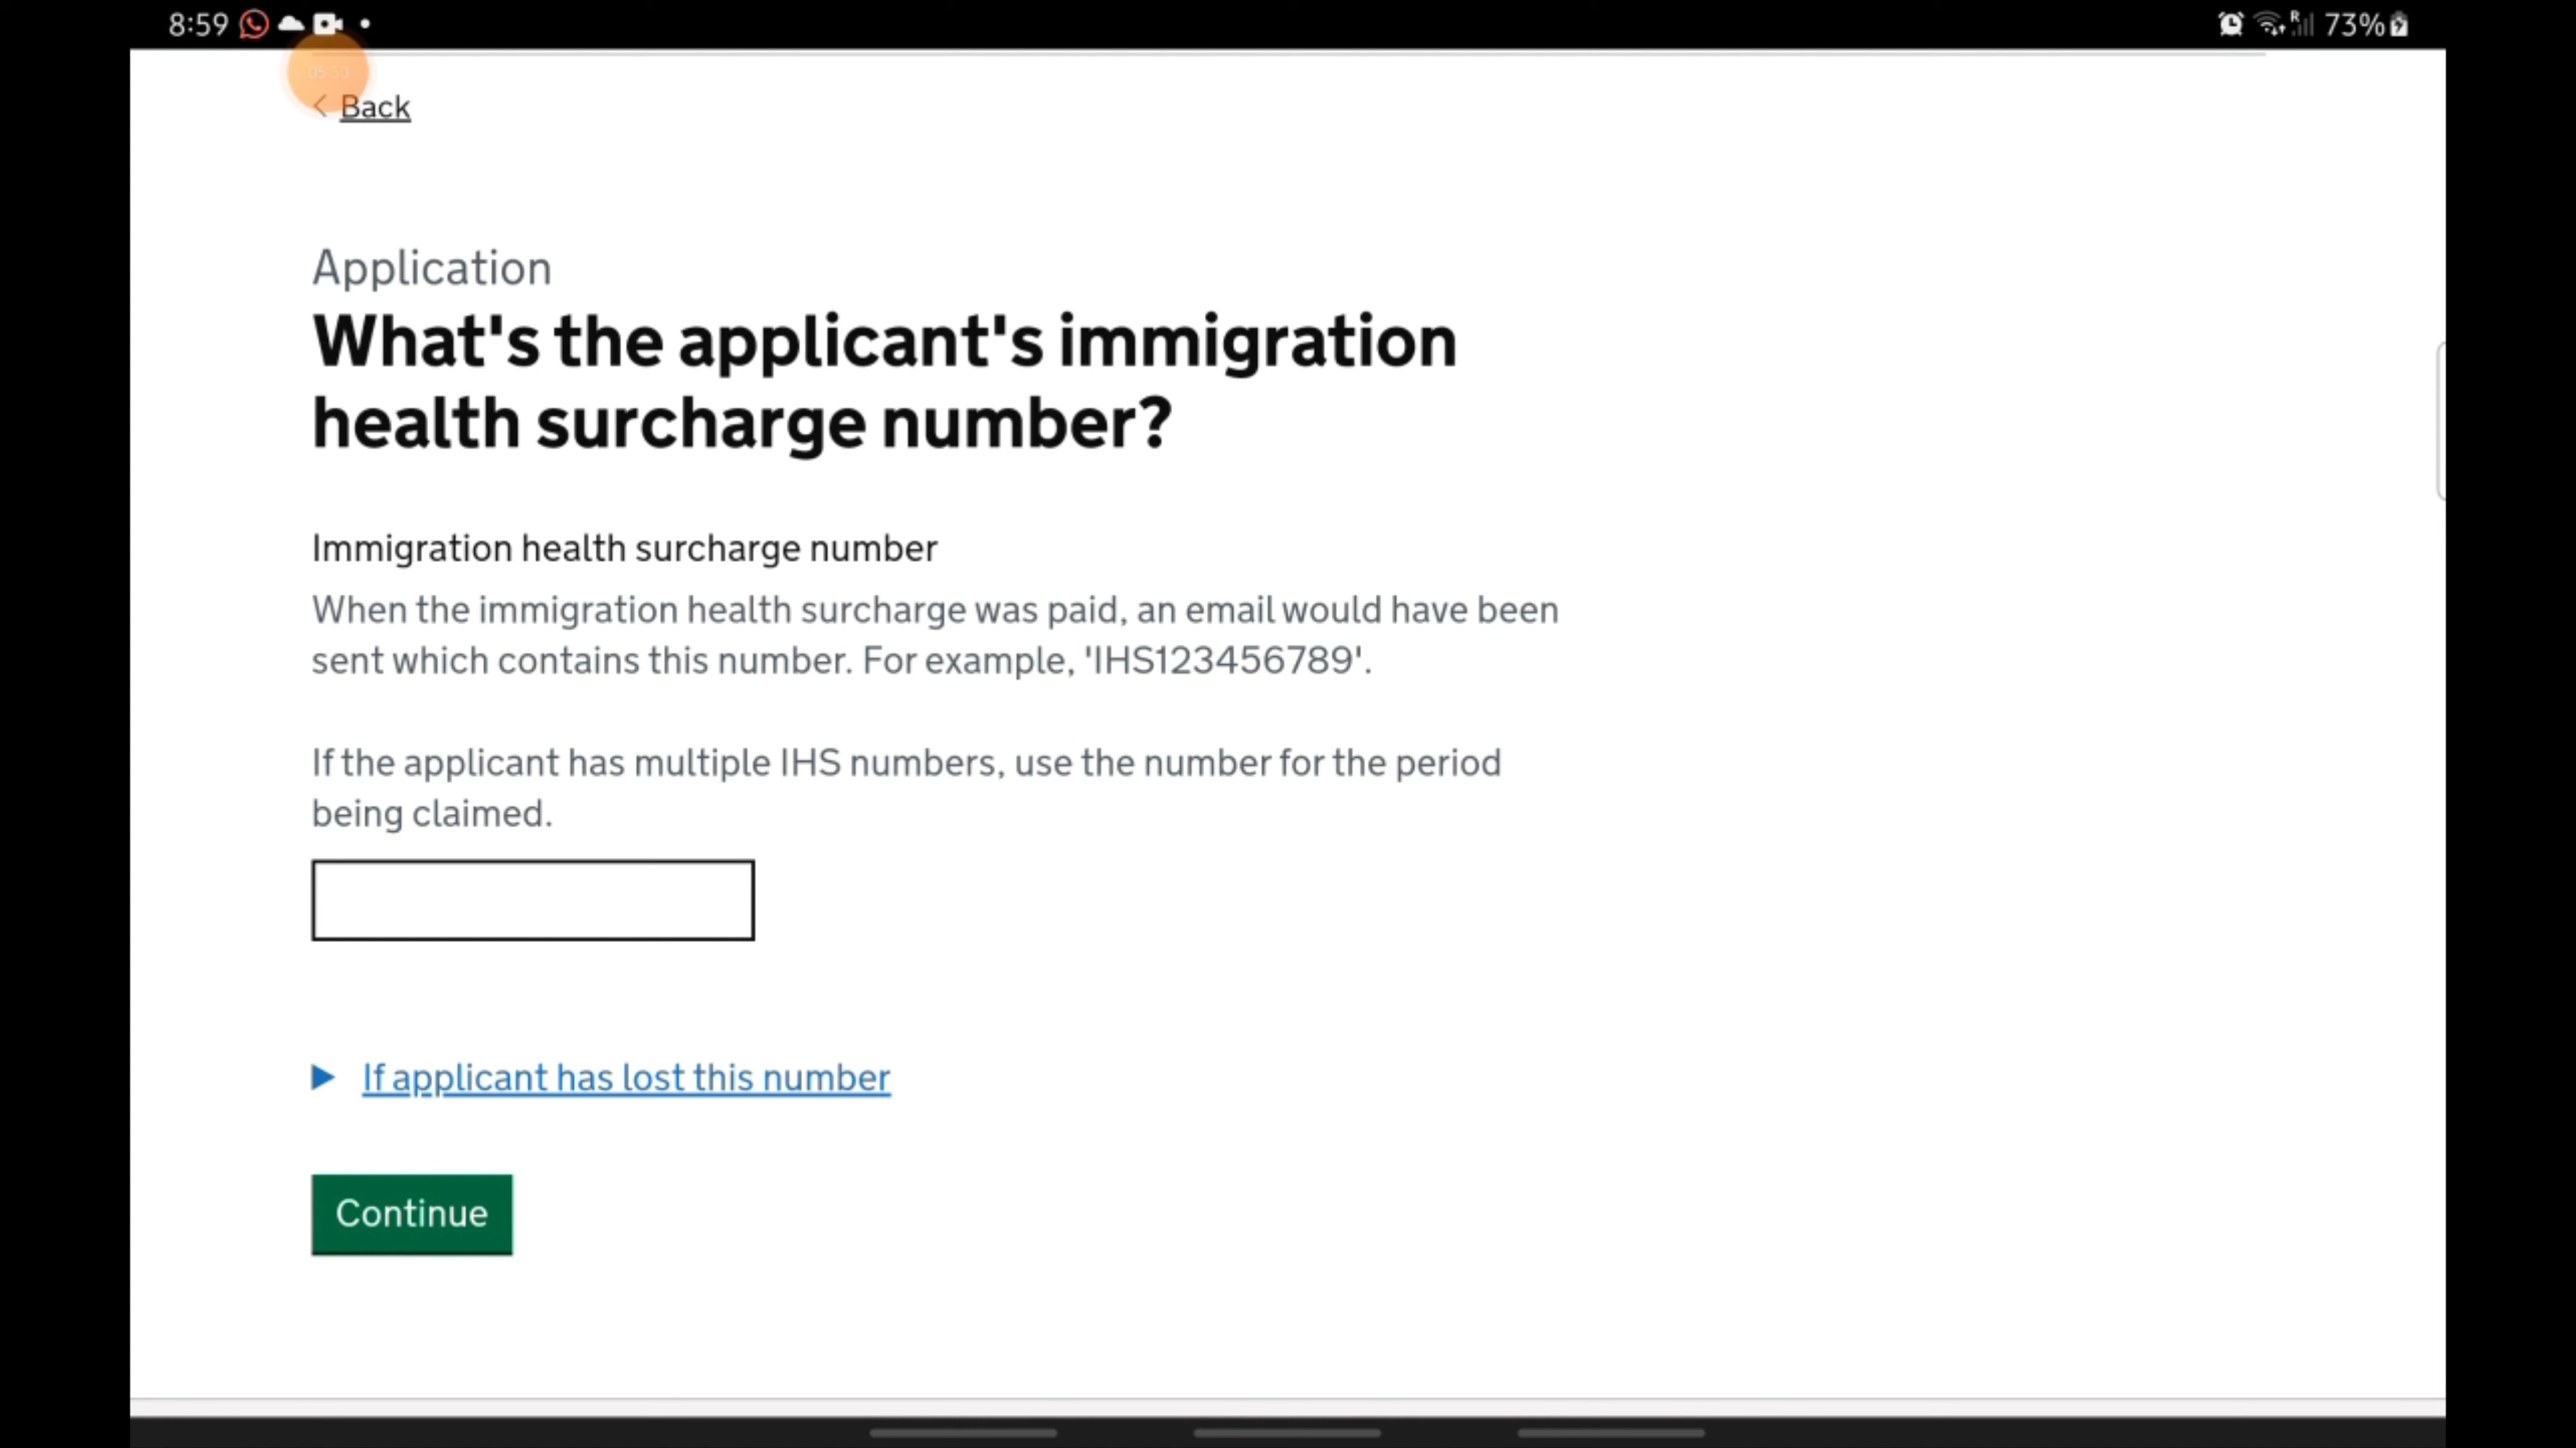 8:59 73%
05:50
Back
Application
What's the applicant's immigration
health surcharge number?
Immigration health surcharge number
When the immigration health surcharge was paid, an email would have been
sent which contains this number. For example, 'IHS123456789'.
If the applicant has multiple IHS numbers, use the number for the period
being claimed.
If applicant has lost this number
Continue